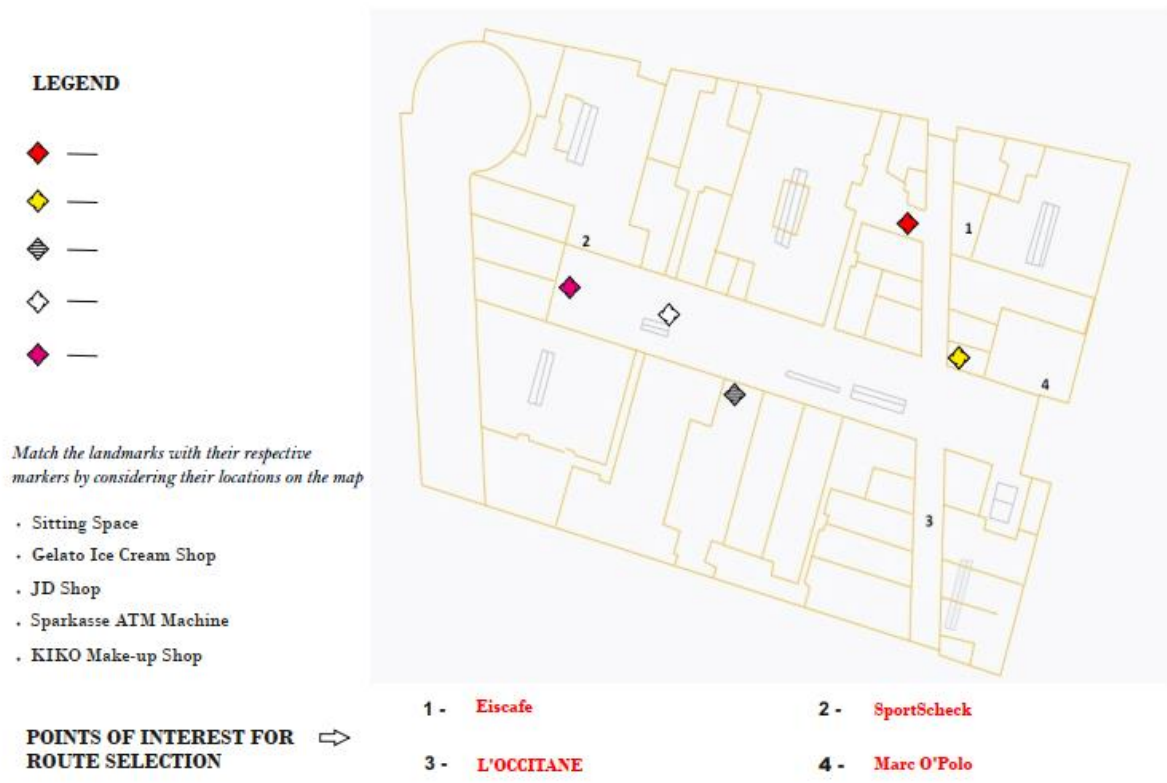 LEGEND
Match the landmarks with their respective
markers by considering their locations on the map
· Sitting Space
· Gelato Ice Cream Shop
· JD Shop
· Sparkasse ATM Machine
· KIKO Make-up Shop
2
1
4
3
POINTS OF INTEREST FOR
ROUTE SELECTION
1 - Eiscafe
2 - SportScheck
3 - L'OCCITANE
4 - Marc O'Polo